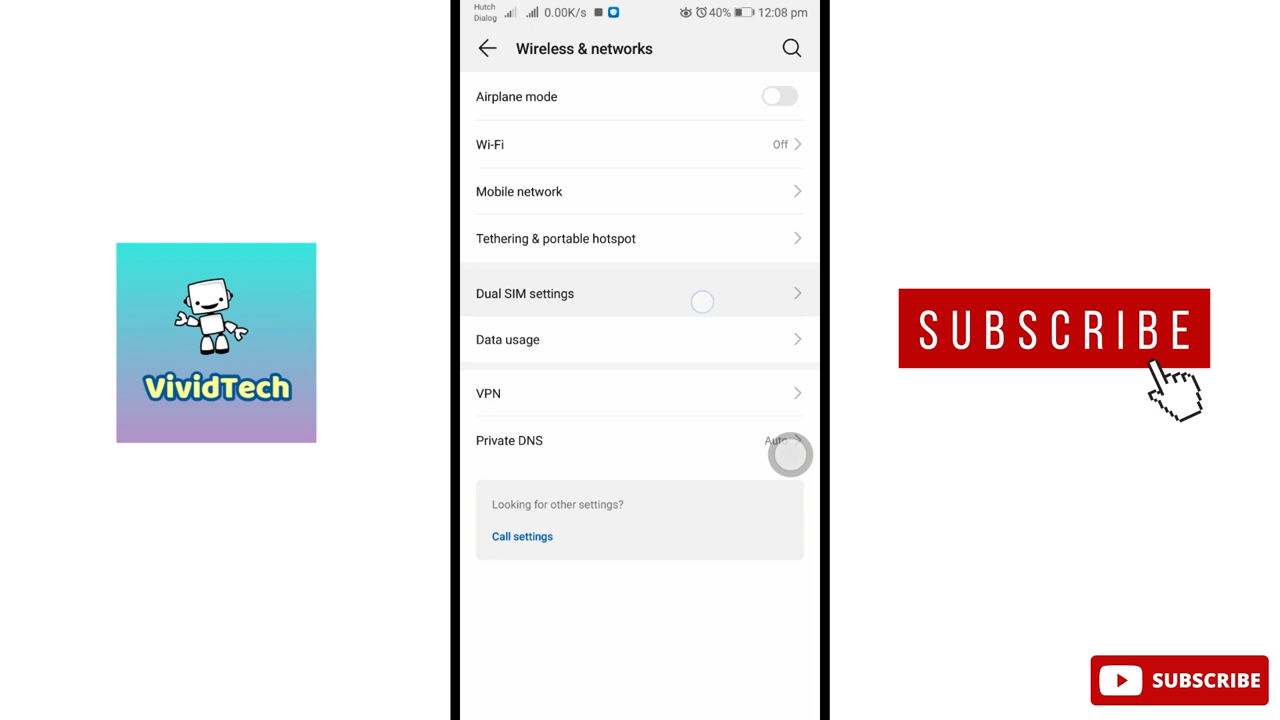 Hutch
Dialog
0.00K/s
40%
12:08 pm
Wireless & networks
Airplane mode
Wi-Fi
Off
Mobile network
Tethering & portable hotspot
Dual SIM settings
Data usage
VPN
Private DNS
Auto
Looking for other settings?
Call settings
VividTech
SUBSCRIBE
SUBSCRIBE